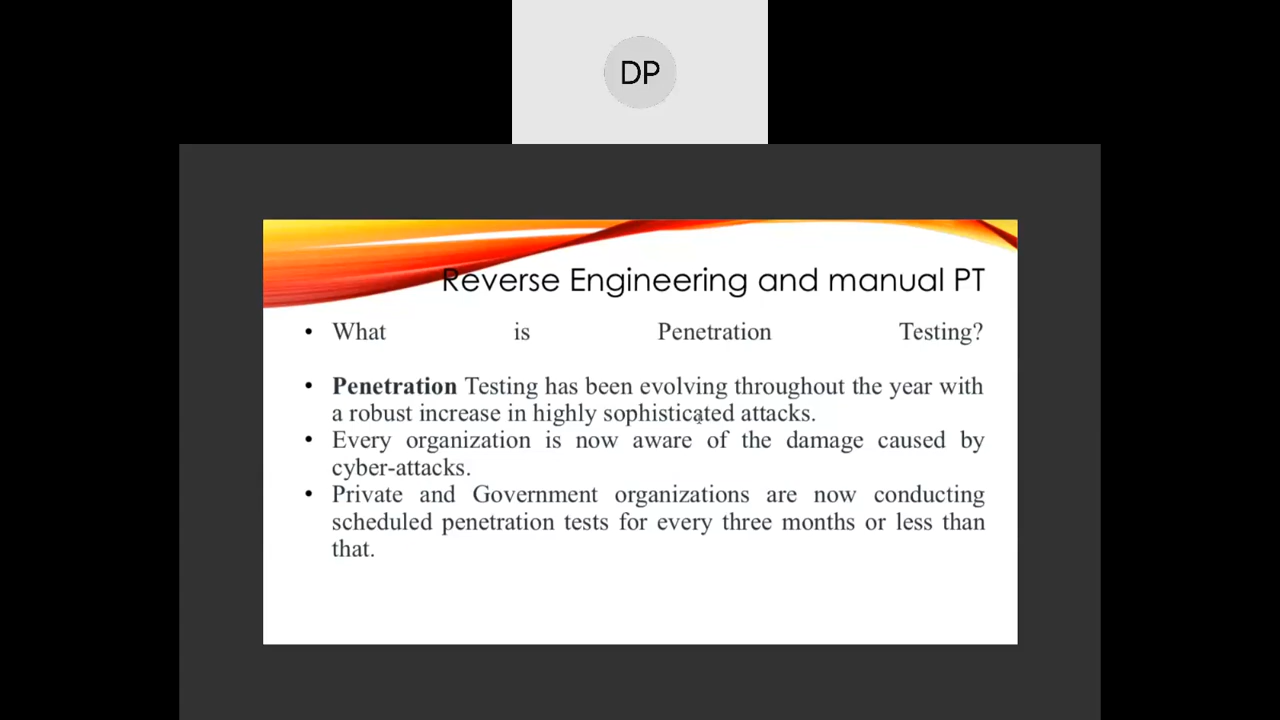 DP
Reverse Engineering and manual PT
• What is Penetration Testing?
• Penetration Testing has been evolving throughout the year with
a robust increase in highly sophisticated attacks.
• Every organization is now aware of the damage caused by
cyber-attacks.
• Private and Government organizations are now conducting
scheduled penetration tests for every three months or less than
that.